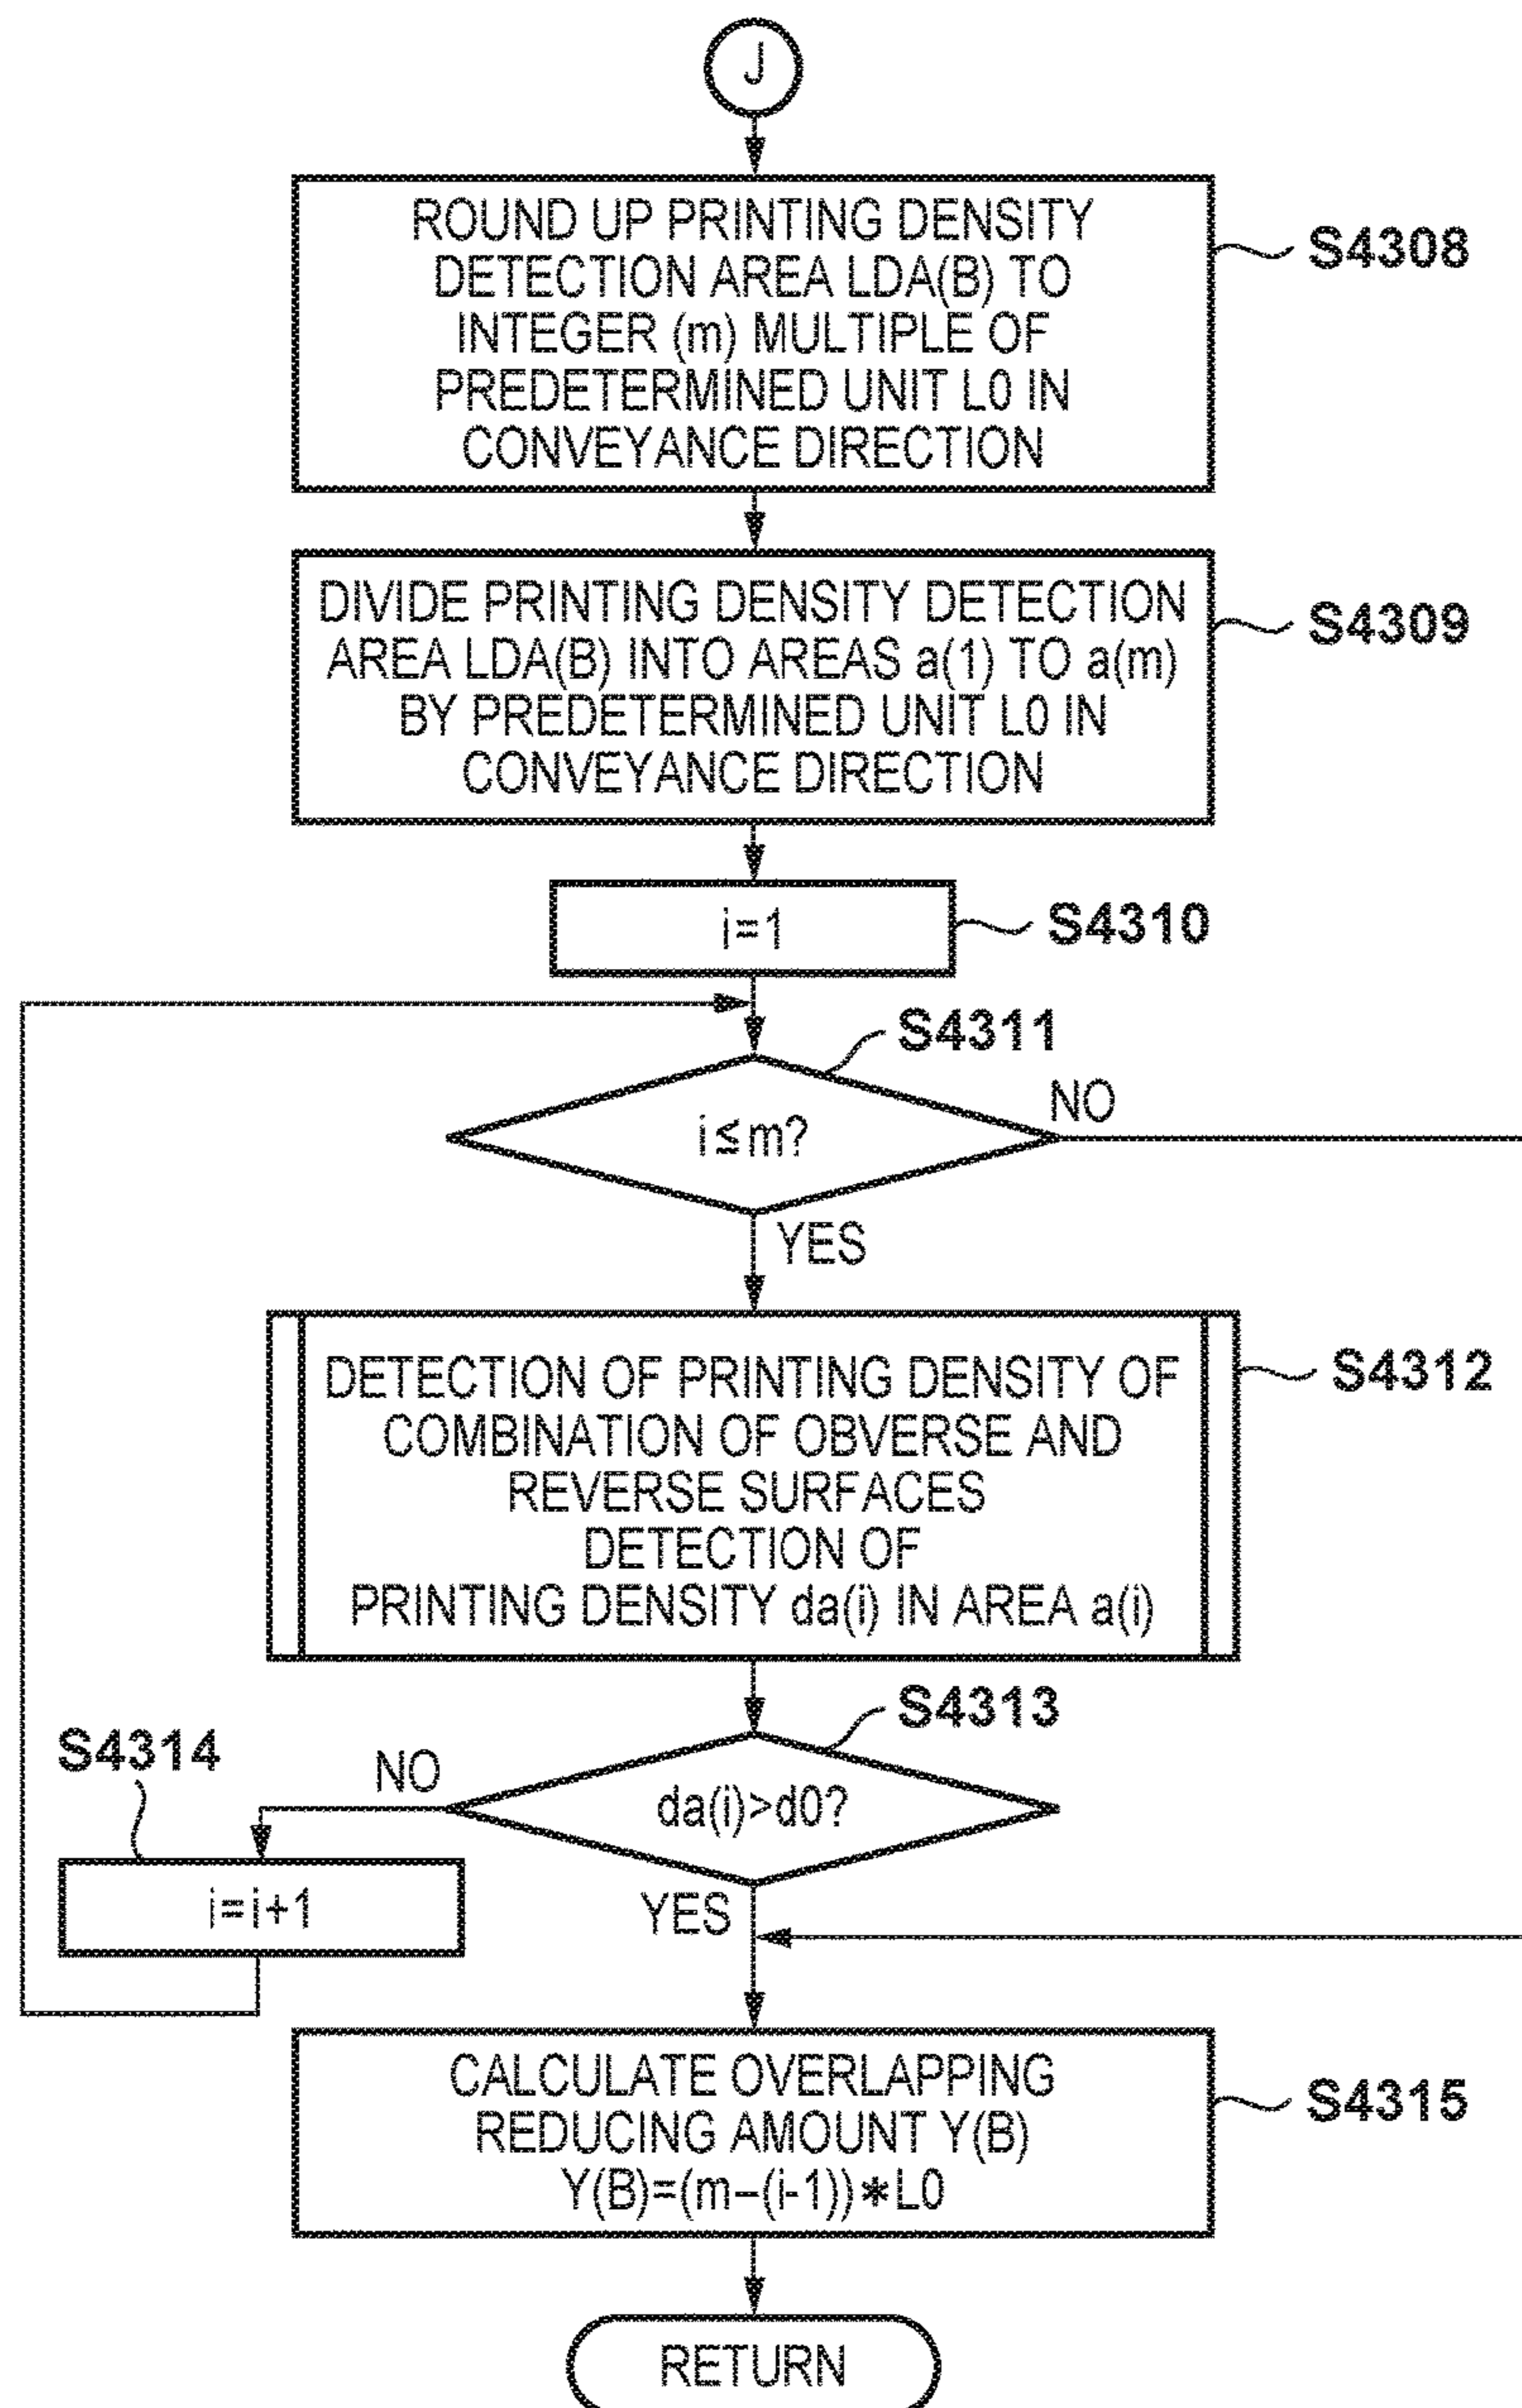 J
ROUND UP PRINTING DENSITY
DETECTION AREA LDA(B) TO
INTEGER (m) MULTIPLE OF
PREDETERMINED UNIT L0 IN
CONVEYANCE DIRECTION
S4308
DIVIDE PRINTING DENSITY DETECTION
AREA LDA(B) INTO AREAS a(1) TO a(m)
BY PREDETERMINED UNIT L0 IN
CONVEYANCE DIRECTION
S4309
i=1
S4310
S4311
i≦m?
NO
YES
DETECTION OF PRINTING DENSITY OF
COMBINATION OF OBVERSE AND
REVERSE SURFACES
DETECTION OF
PRINTING DENSITY da(i) IN AREA a(i)
S4312
S4313
da(i)>d0?
NO
YES
S4314
i=i+1
CALCULATE OVERLAPPING
REDUCING AMOUNT Y(B)
Y(B)=(m–(i-1))*L0
S4315
RETURN